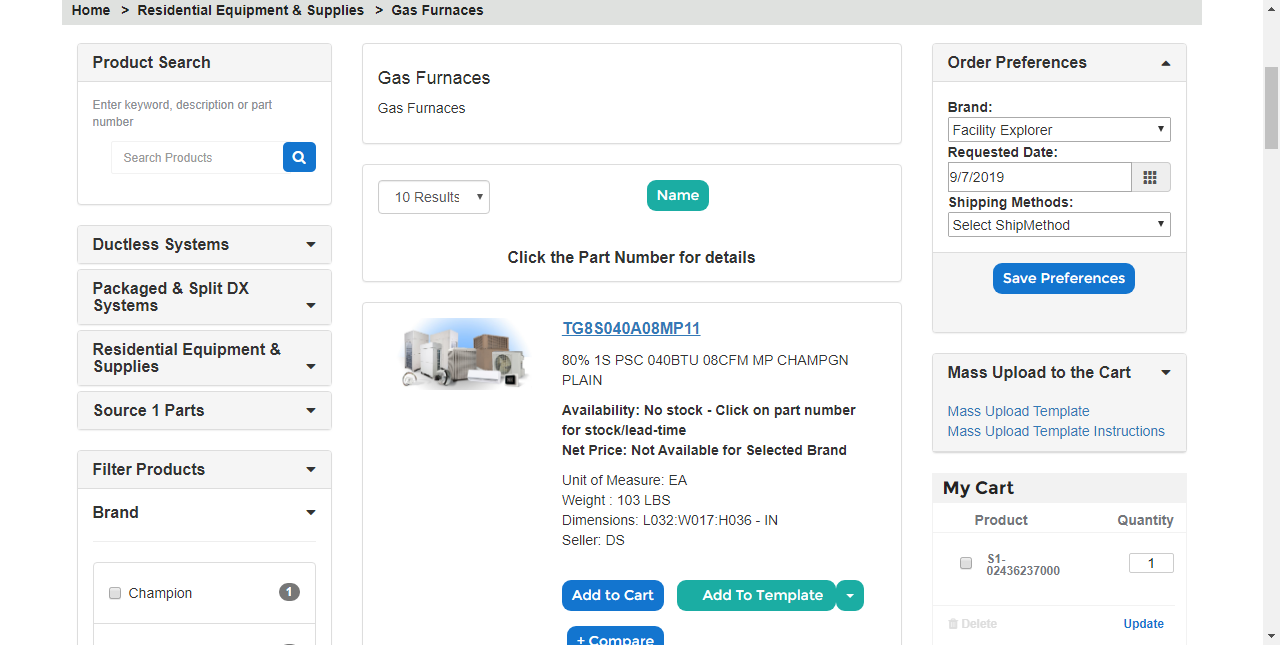 Home > Residential Equipment & Supplies > Gas Furnaces
Product Search
Enter keyword, description or part
number
Search Products
Ductless Systems
Packaged & Split DX
Systems
Residential Equipment &
Supplies
Source 1 Parts
Filter Products
Brand
Champion 1
Gas Furnaces
Gas Furnaces
10 Results
Name
Click the Part Number for details
TG8S040A08MP11
80% 1S PSC 040BTU 08CFM MP CHAMPGN
PLAIN
Availability: No stock - Click on part number
for stock/lead-time
Net Price: Not Available for Selected Brand
Unit of Measure: EA
Weight : 103 LBS
Dimensions: L032:W017:H036 - IN
Seller: DS
Add to Cart
Add To Template
+ Compare
Order Preferences
Brand:
Facility Explorer
Requested Date:
9/7/2019
Shipping Methods:
Select ShipMethod
Save Preferences
Mass Upload to the Cart
Mass Upload Template
Mass Upload Template Instructions
My Cart
Product Quantity
S1-
02436237000
1
Delete Update